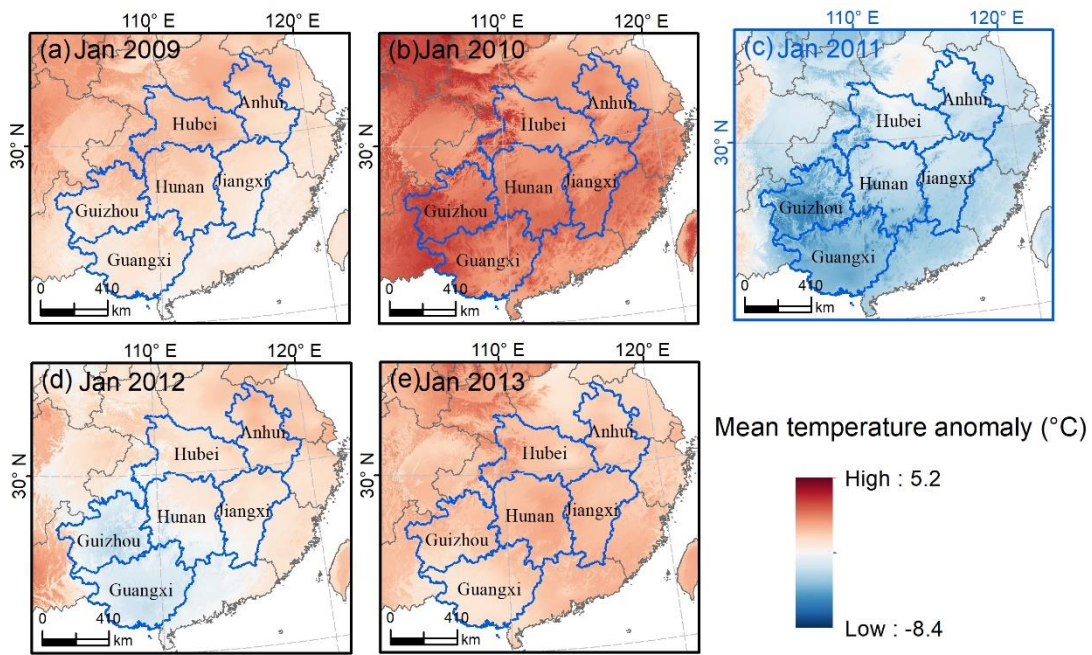 110° E 120° E 110° E 120° E 110° E 120° E
(a) Jan 2009 (b) Jan 2010 (c) Jan 2011
Anhui Anhui Anhui
Hubei Hubei Hubei
30° N 30° N 30° N
Hunan Jiangxi Hunan Jiangxi Hunan Jiangxi
Guizhou Guizhou Guizhou
Guangxi Guangxi Guangxi
0 410 0 410 0 410
km km km
110° E 120° E 110° E 120° E
(d) Jan 2012 (e) Jan 2013
Anhui Anhui
Hubei Hubei
30° N 30° N
Hunan Jiangxi Hunan Jiangxi
Guizhou Guizhou
Guangxi Guangxi
0 410 0 410
km km
Mean temperature anomaly (°C)
High : 5.2
Low : -8.4